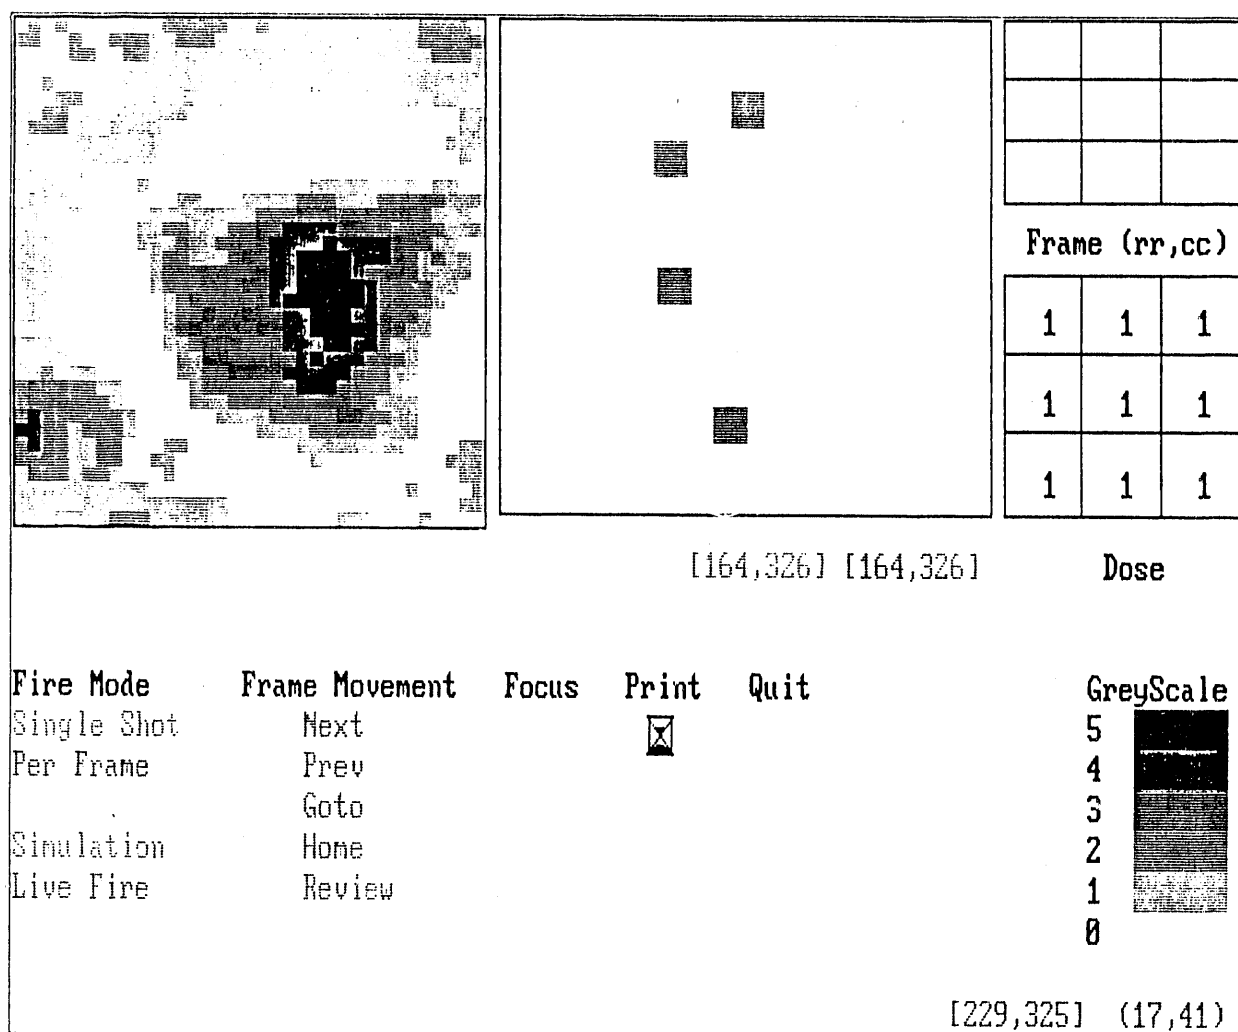 Frame (rr,cc)
1 1 1
1 1 1
1 1 1
[164,326] [164,326] Dose
Fire Mode Frame Movement Focus Print Quit GreyScale
Single Shot Next 5
Per Frame Prev 4
Goto 3
Simulation Home 2
Live Fire Review 1
0
[229,325] (17,41)